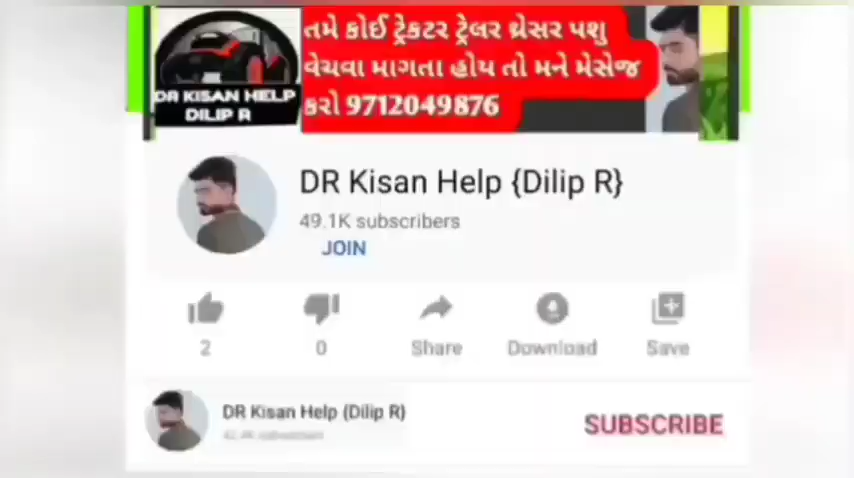 તમે કોઈ ટ્રેકટર ટ્રેલર થ્રેસર પશુ
વેચવા માગતા હોય તો મને મેસેજ
કરો 9712049876
DR KISAN HELP
DILIP R
DR Kisan Help {Dilip R}
49.1K subscribers
JOIN
2
0
Share
Download
Save
DR Kisan Help {Dilip R}
SUBSCRIBE